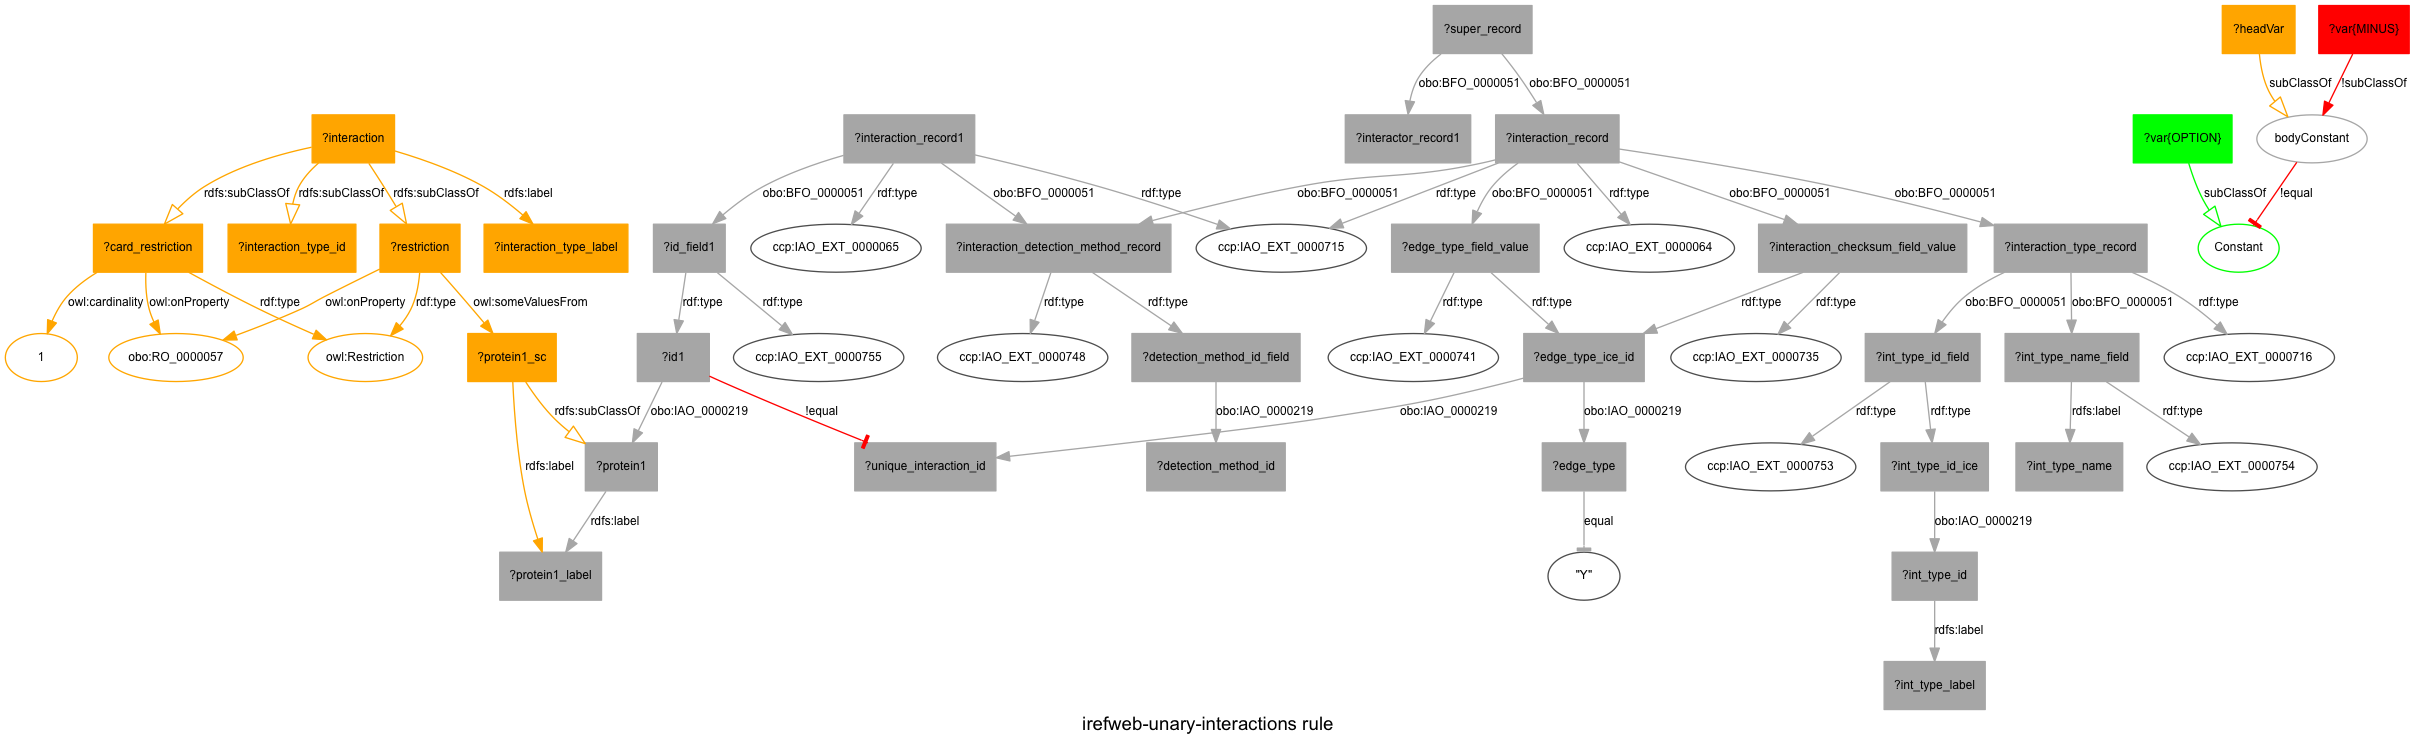 ?super_record
?headVar
?var{MINUS}
obo:BFO_0000051
obo:BFO_0000051
subClassOf
!subClassOf
?interaction
?interaction_record1
?interactor_record1
?interaction_record
?var{OPTION}
bodyConstant
rdfs:subClassOf
rdfs:subClassOf
rdfs:subClassOf
rdfs:label
obo:BFO_0000051
rdf:type
obo:BFO_0000051
rdf:type
obo:BFO_0000051
rdf:type
obo:BFO_0000051
rdf:type
obo:BFO_0000051
obo:BFO_0000051
subClassOf
!equal
?card_restriction
?interaction_type_id
?restriction
?interaction_type_label
?id_field1
ccp:IAO_EXT_0000065
?interaction_detection_method_record
ccp:IAO_EXT_0000715
?edge_type_field_value
ccp:IAO_EXT_0000064
?interaction_checksum_field_value
?interaction_type_record
Constant
owl:cardinality
owl:onProperty
rdf:type
owl:onProperty
rdf:type
owl:someValuesFrom
rdf:type
rdf:type
rdf:type
rdf:type
rdf:type
rdf:type
rdf:type
rdf:type
obo:BFO_0000051
obo:BFO_0000051
rdf:type
1
obo:RO_0000057
owl:Restriction
?protein1_sc
?id1
ccp:IAO_EXT_0000755
ccp:IAO_EXT_0000748
?detection_method_id_field
ccp:IAO_EXT_0000741
?edge_type_ice_id
ccp:IAO_EXT_0000735
?int_type_id_field
?int_type_name_field
ccp:IAO_EXT_0000716
rdfs:subClassOf
obo:IAO_0000219
!equal
obo:IAO_0000219
obo:IAO_0000219
obo:IAO_0000219
rdf:type
rdf:type
rdfs:label
rdf:type
rdfs:label
?protein1
?unique_interaction_id
?detection_method_id
?edge_type
ccp:IAO_EXT_0000753
?int_type_id_ice
?int_type_name
ccp:IAO_EXT_0000754
rdfs:label
equal
obo:IAO_0000219
?protein1_label
"Y"
?int_type_id
rdfs:label
?int_type_label
irefweb-unary-interactions rule